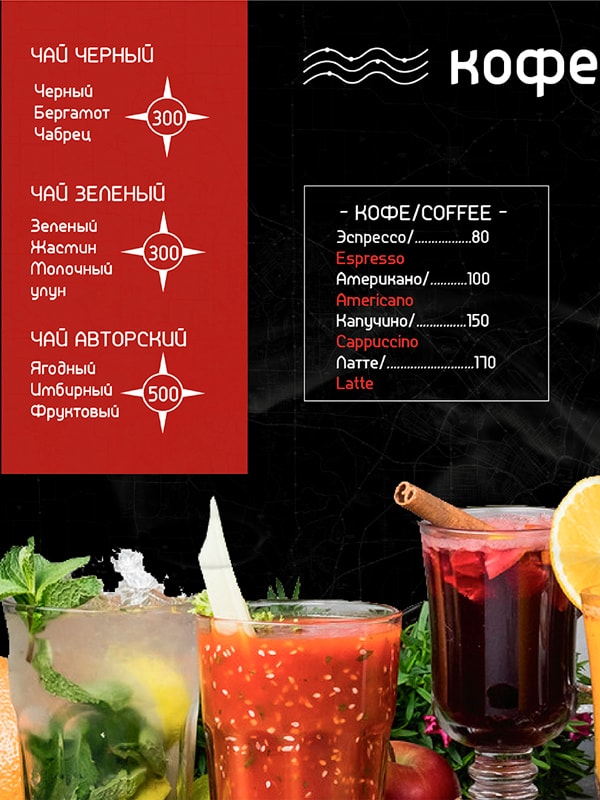 ЧАЙ ЧЕРНЫЙ
Черный
Бергамот
Чабрец
300
ЧАЙ ЗЕЛЕНЫЙ
Зеленый
Жастин
Молочный
улун
300
ЧАЙ АВТОРСКИЙ
Ягодный
Имбирный
Фруктовый
500
кофе
- КОФЕ/COFFEE -
Эспрессо/.................80
Espresso
Американо/...........100
Americano
Капучино/...............150
Cappuccino
Латте/..........................170
Latte